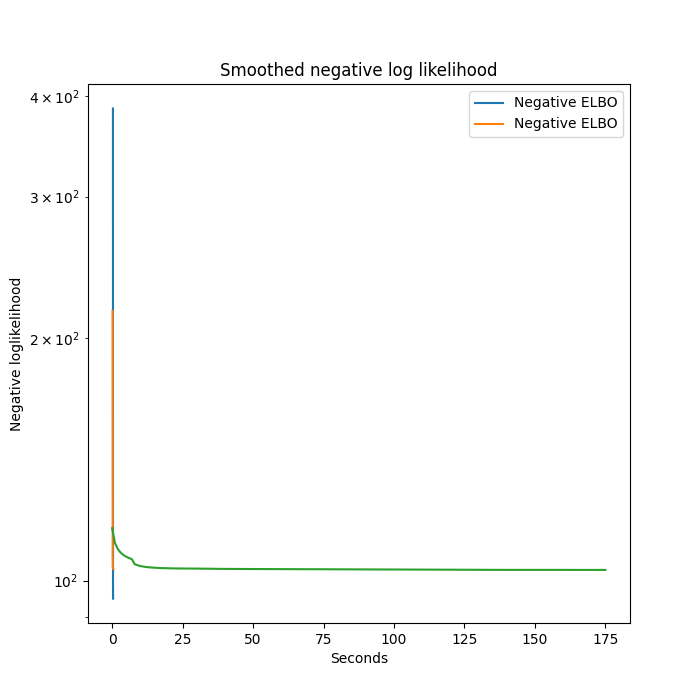 Smoothed negative log likelihood
4 × 10²
3 × 10²
2 × 10²
10²
Negative loglikelihood
Negative ELBO
Negative ELBO
0 25 50 75 100 125 150 175
Seconds